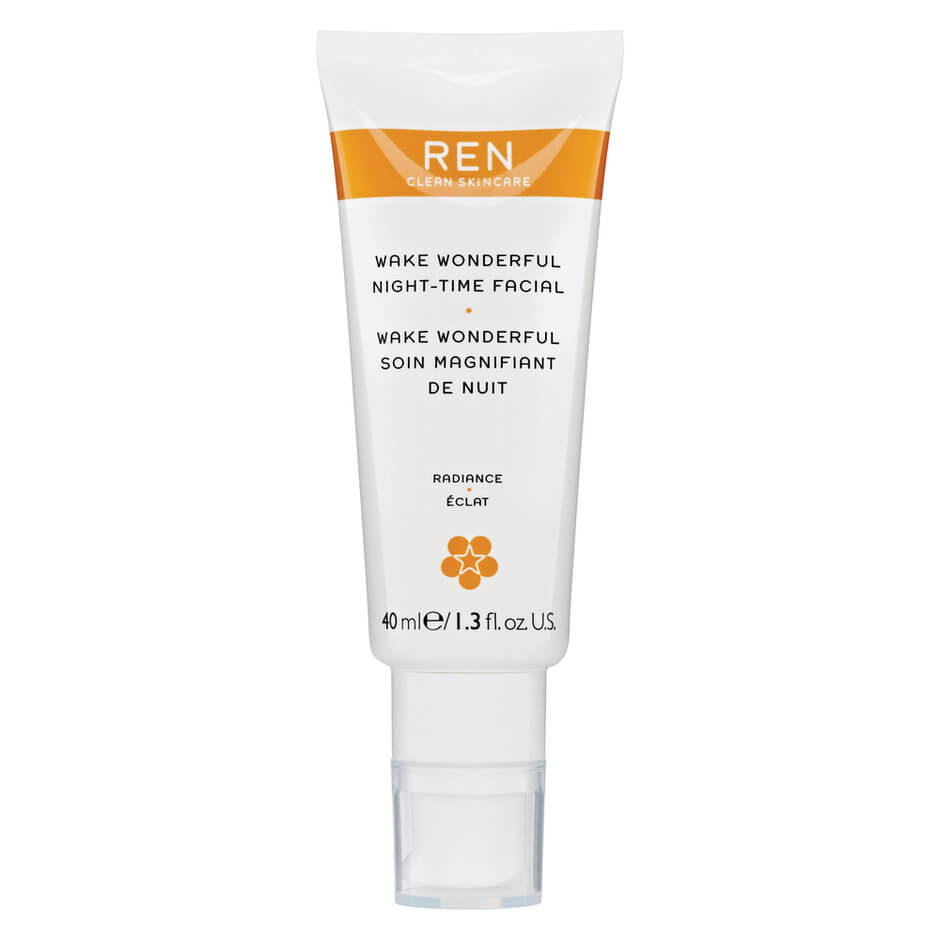 REN
CLEAN SKINCARE
WAKE WONDERFUL
NIGHT-TIME FACIAL
WAKE WONDERFUL
SOIN MAGNIFIANT
DE NUIT
RADIANCE
ÉCLAT
40 ml e / 1.3 fl. oz. U.S.